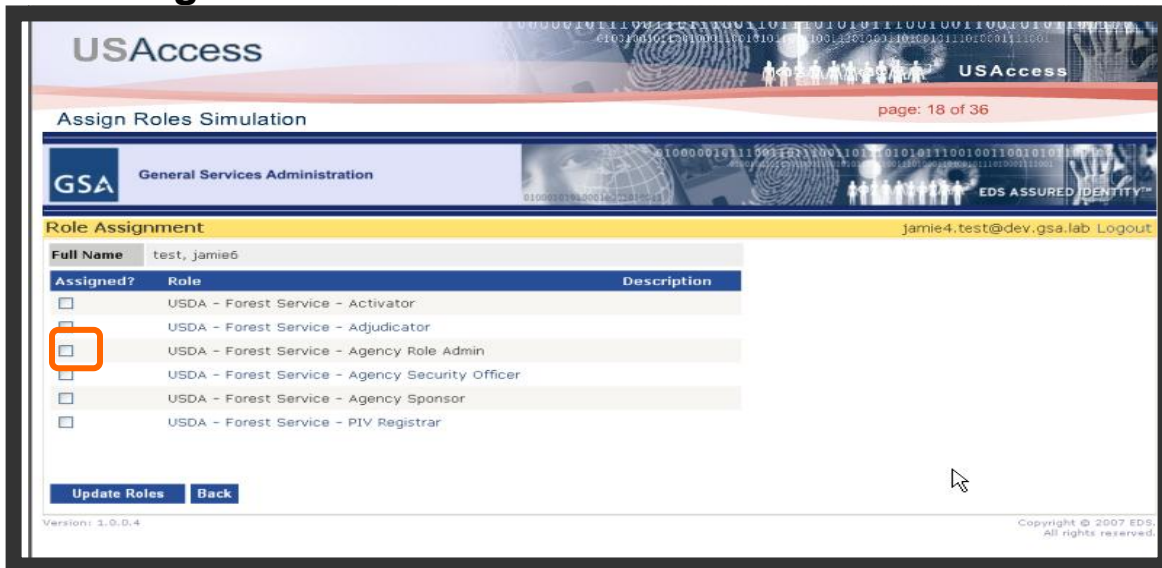 USAccess
USAccess
Assign Roles Simulation
page: 18 of 36
GSA
General Services Administration
EDS ASSURED IDENTITY™
Role Assignment
jamie4.test@dev.gsa.lab Logout
Full Name test, jamie6
Assigned? Role Description
USDA - Forest Service - Activator
USDA - Forest Service - Adjudicator
USDA - Forest Service - Agency Role Admin
USDA - Forest Service - Agency Security Officer
USDA - Forest Service - Agency Sponsor
USDA - Forest Service - PIV Registrar
Update Roles Back
Version: 1.0.0.4
Copyright @ 2007 EDS.
All rights reserved.